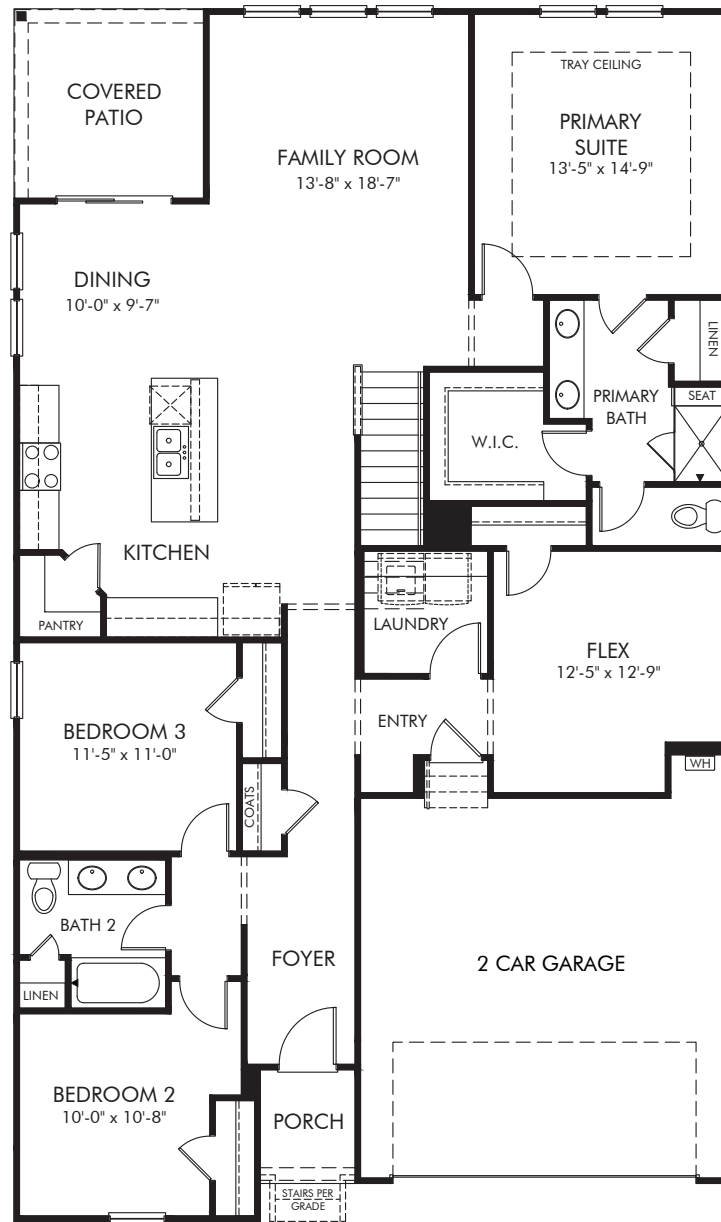 COVERED
PATIO
FAMILY ROOM
13'-8" x 18'-7"
TRAY CEILING
PRIMARY
SUITE
13'-5" x 14'-9"
DINING
10'-0" x 9'-7"
LINEN
PRIMARY
BATH
SEAT
W.I.C.
KITCHEN
PANTRY
LAUNDRY
FLEX
12'-5" x 12'-9"
ENTRY
BEDROOM 3
11'-5" x 11'-0"
WH
COATS
BATH 2
LINEN
FOYER
2 CAR GARAGE
BEDROOM 2
10'-0" x 10'-8"
PORCH
STAIRS PER
GRADE